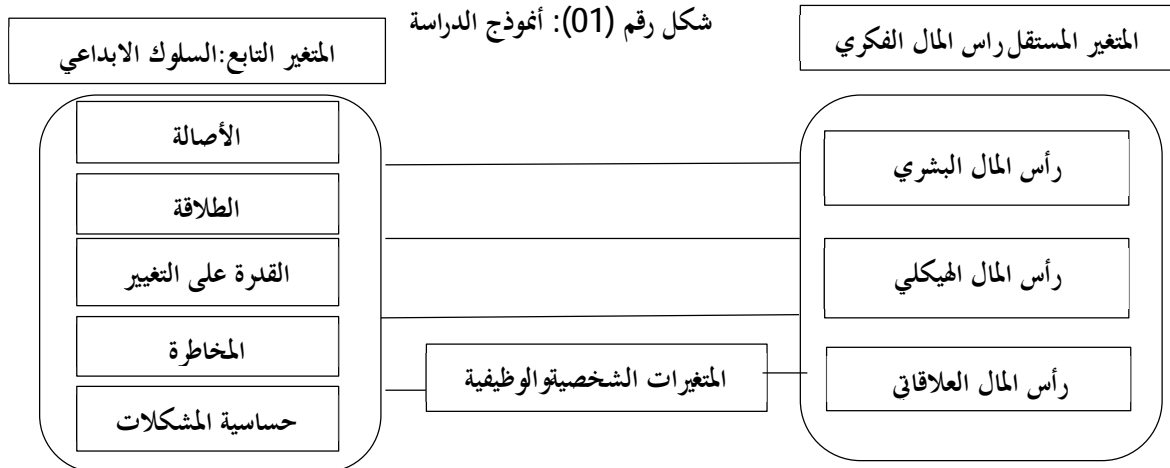 شكل رقم (01): أنموذج الدراسة
المتغير المستقل راس المال الفكري
رأس المال البشري
رأس المال الهيكلي
رأس المال العلاقاتي
المتغيرات الشخصيةوالوظيفية
المتغير التابع:السلوك الابداعي
الأصالة
الطلاقة
القدرة على التغيير
المخاطرة
حساسية المشكلات